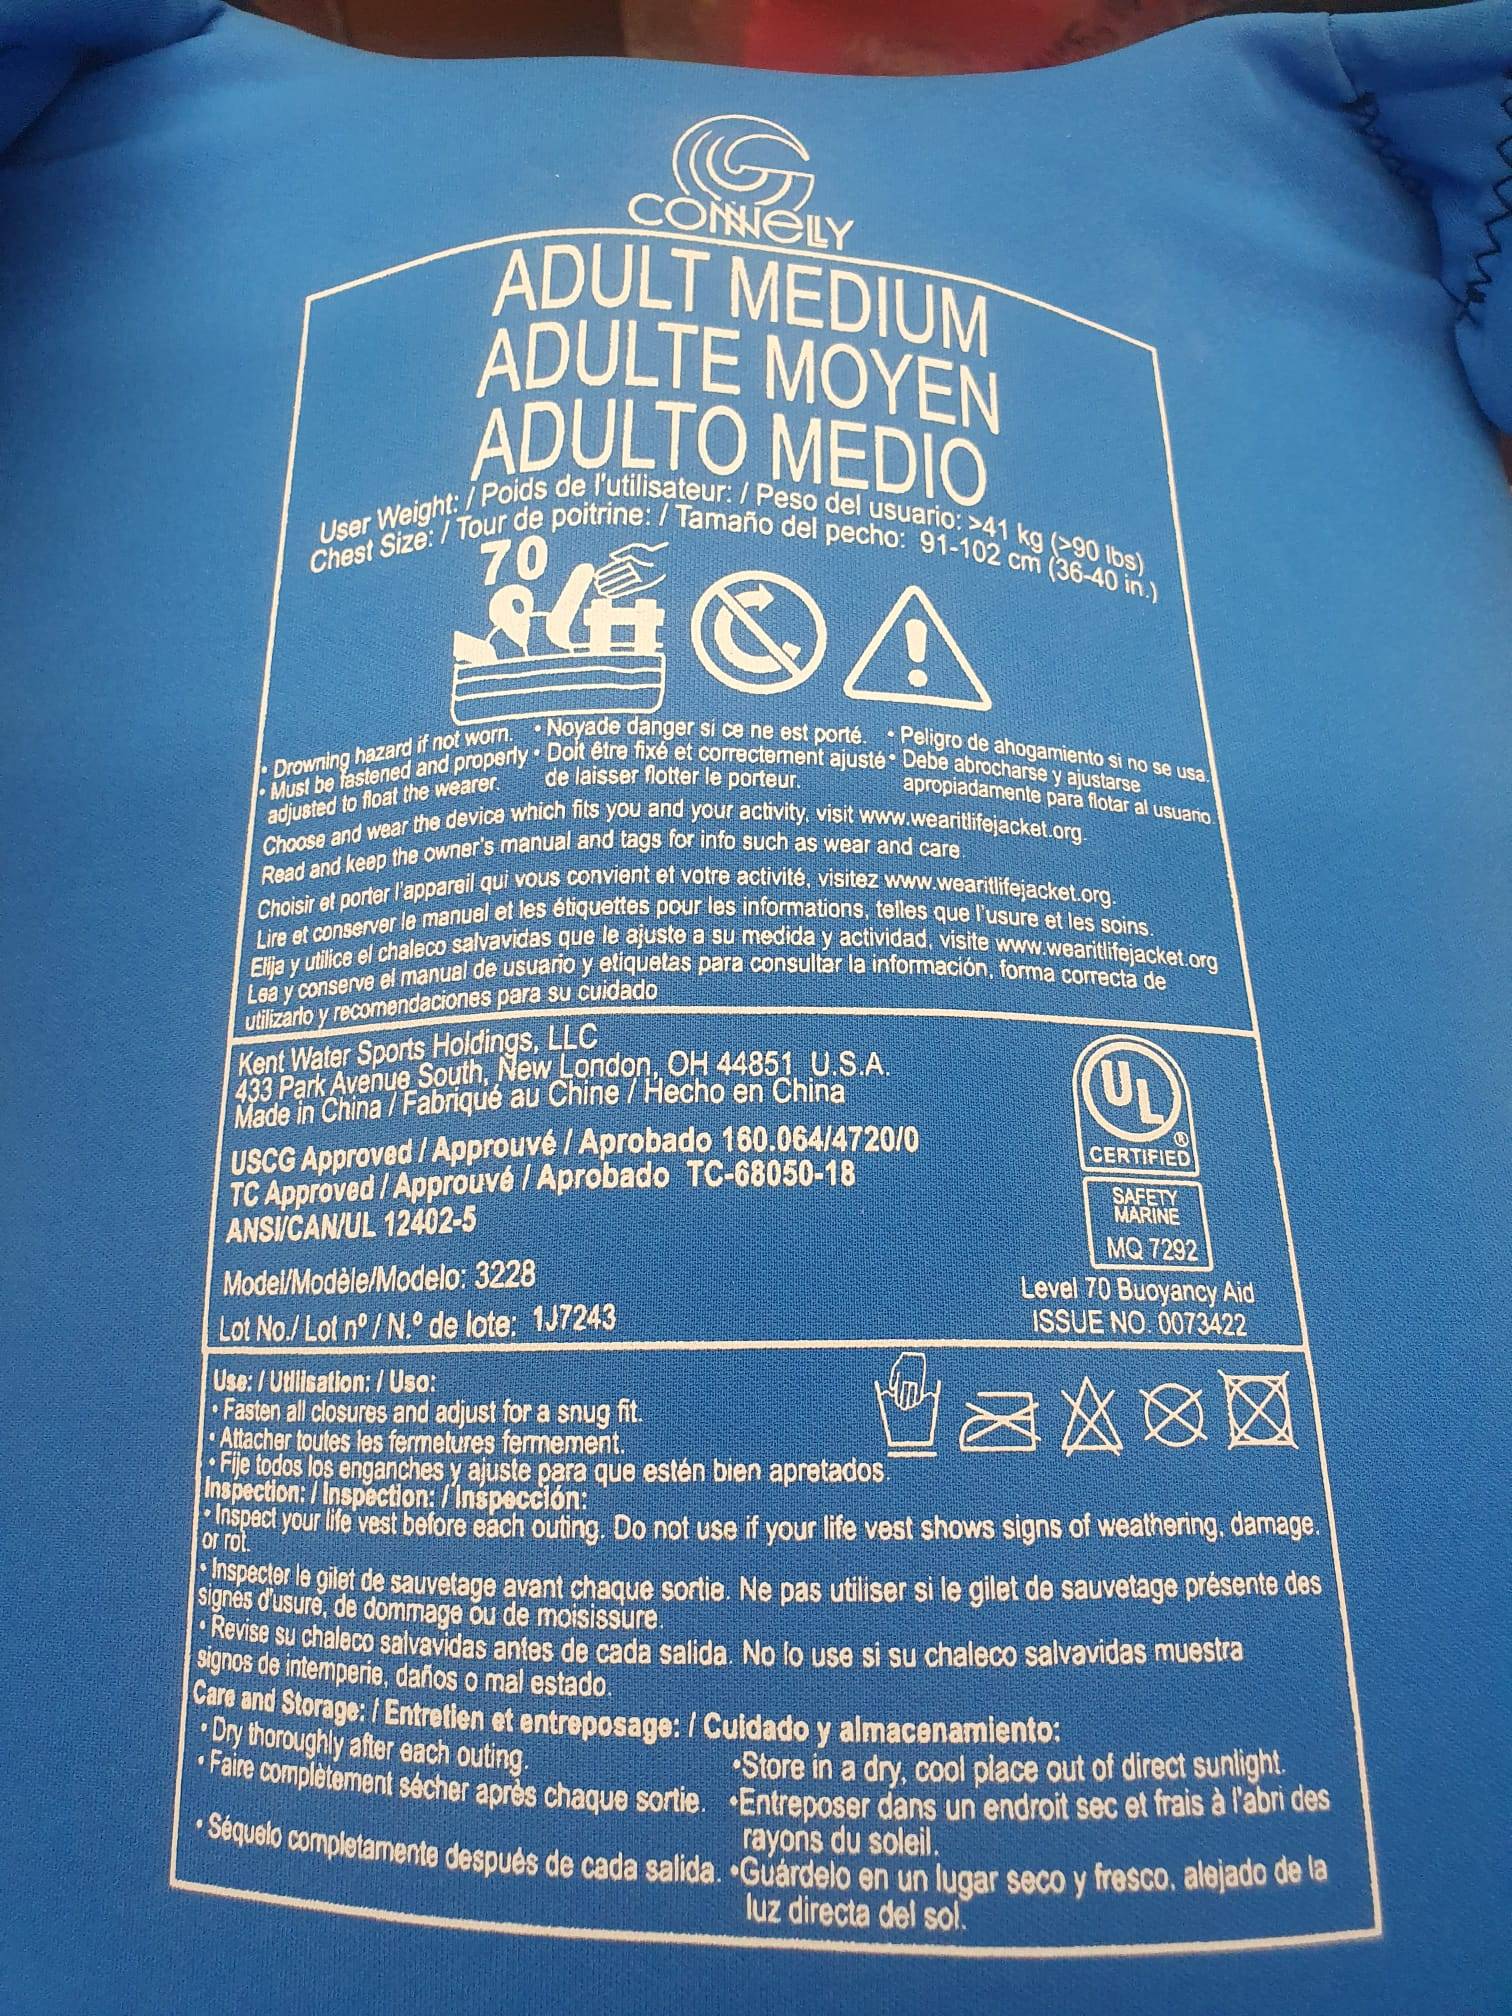 CONNELLY
ADULT MEDIUM
ADULTE MOYEN
ADULTO MEDIO
User Weight: / Poids de l'utilisateur: / Peso del usuario: >41 kg (>90 lbs)
Chest Size: / Tour de poitrine: / Tamaño del pecho: 91-102 cm (36-40 in.)
70
• Drowning hazard if not worn.
• Must be fastened and properly
adjusted to float the wearer.
• Noyade danger si ce ne est porté.
• Doit être fixé et correctement ajusté
de laisser flotter le porteur.
• Peligro de ahogamiento si no se usa.
• Debe abrocharse y ajustarse
apropiadamente para flotar al usuario.
Choose and wear the device which fits you and your activity, visit www.wearitlifejacket.org.
Read and keep the owner's manual and tags for info such as wear and care.
Choisir et porter l'appareil qui vous convient et votre activité, visitez www.wearitlifejacket.org.
Lire et conserver le manuel et les étiquettes pour les informations, telles que l'usure et les soins.
Elija y utilice el chaleco salvavidas que le ajuste a su medida y actividad, visite www.wearitlifejacket.org
Lea y conserve el manual de usuario y etiquetas para consultar la información, forma correcta de
utilizarlo y recomendaciones para su cuidado
Kent Water Sports Holdings, LLC
433 Park Avenue South, New London, OH 44851 U.S.A.
Made in China / Fabriqué au Chine / Hecho en China
USCG Approved / Approuvé / Aprobado 160.064/4720/0
TC Approved / Approuvé / Aprobado TC-68050-18
ANSI/CAN/UL 12402-5
Model/Modèle/Modelo: 3228
Lot No./ Lot nº / N.º de lote: 1J7243
UL ®
CERTIFIED
SAFETY
MARINE
MQ 7292
Level 70 Buoyancy Aid
ISSUE NO. 0073422
Use: / Utilisation: / Uso:
• Fasten all closures and adjust for a snug fit.
• Attacher toutes les fermetures fermement.
• Fije todos los enganches y ajuste para que estén bien apretados.
Inspection: / Inspection: / Inspección:
• Inspect your life vest before each outing. Do not use if your life vest shows signs of weathering, damage.
or rot.
• Inspecter le gilet de sauvetage avant chaque sortie. Ne pas utiliser si le gilet de sauvetage présente des
signes d'usure, de dommage ou de moisissure.
• Revise su chaleco salvavidas antes de cada salida. No lo use si su chaleco salvavidas muestra
signos de intemperie, daños o mal estado.
Care and Storage: / Entretien et entreposage: / Cuidado y almacenamiento:
• Dry thoroughly after each outing.
• Faire complètement sécher après chaque sortie.
• Séquelo completamente después de cada salida.
•Store in a dry, cool place out of direct sunlight.
•Entreposer dans un endroit sec et frais à l'abri des
rayons du soleil.
•Guárdelo en un lugar seco y fresco, alejado de la
luz directa del sol.